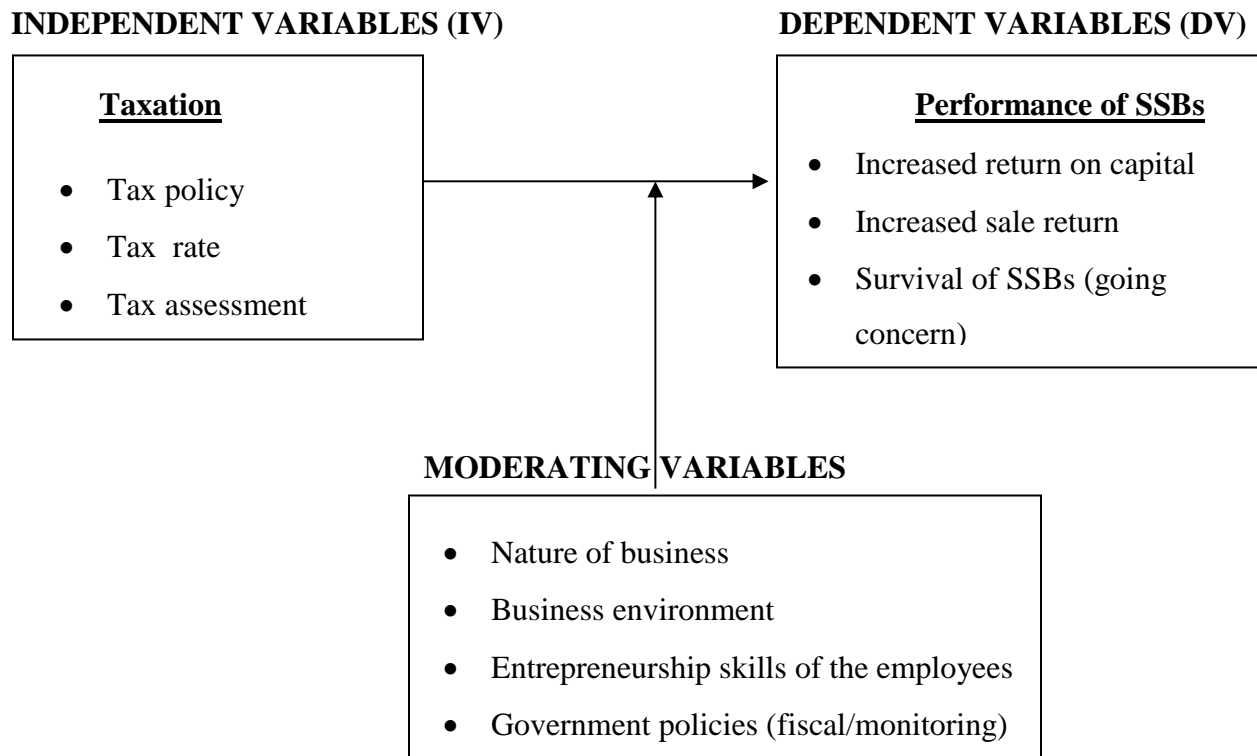 INDEPENDENT VARIABLES (IV)
Taxation
• Tax policy
• Tax rate
• Tax assessment
DEPENDENT VARIABLES (DV)
Performance of SSBs
• Increased return on capital
• Increased sale return
• Survival of SSBs (going
concern)
MODERATING VARIABLES
• Nature of business
• Business environment
• Entrepreneurship skills of the employees
• Government policies (fiscal/monitoring)